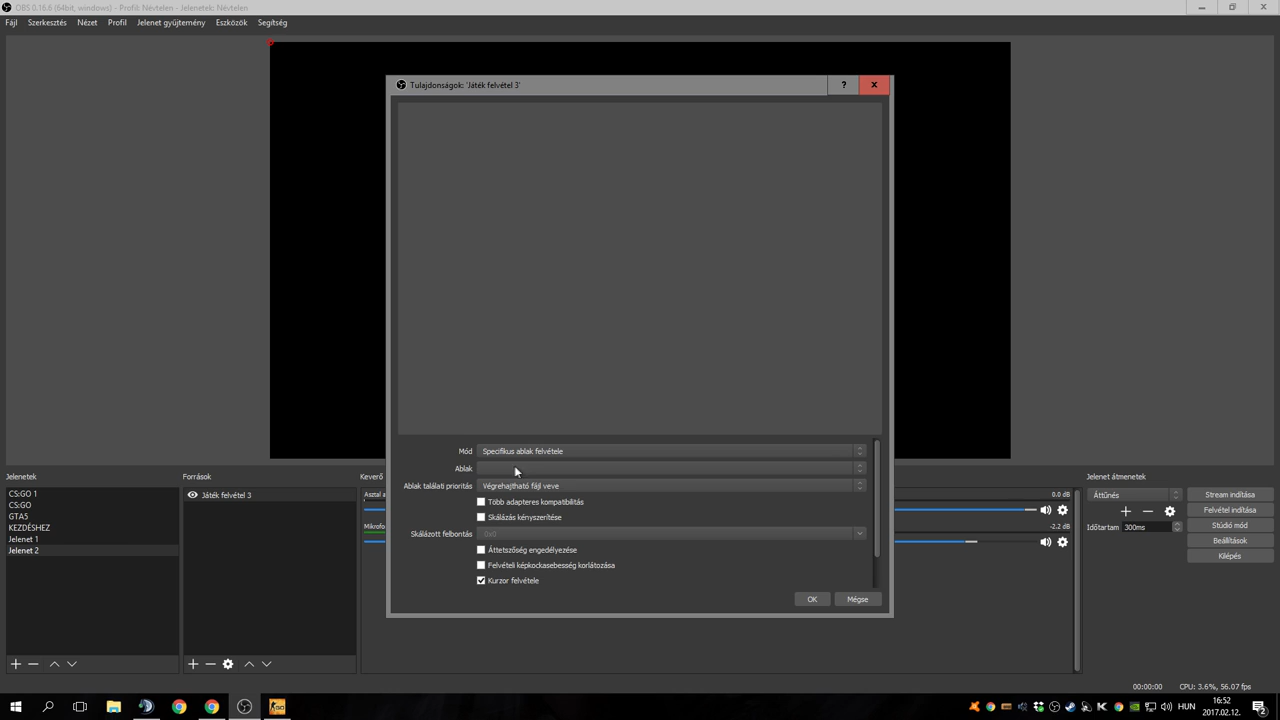 OBS 0.16.6 (64bit, windows) - Profil: Névtelen - Jelenetek: Névtelen
Fájl Szerkesztés Nézet Profil Jelenet gyűjtemény Eszközök Segítség
Tulajdonságok: 'Játék felvétel 3'
?
Mód Specifikus ablak felvétele
Ablak
Ablak találati prioritás Végrehajtható fájl veve
Több adapteres kompatibilitás
Skálázás kényszerítése
Skálázott felbontás 0x0
Áttetszőség engedélyezése
Felvételi képkockasebesség korlátozása
Kurzor felvétele
OK Mégse
Jelenetek
CS:GO 1
CS:GO
GTA5
KEZDÉSHEZ
Jelenet 1
Jelenet 2
Források
Játék felvétel 3
Keverő
Asztal a
0.0 dB
Mikrofo
-2.2 dB
Jelenet átmenetek
Áttűnés
Időtartam 300ms
Stream indítása
Felvétel indítása
Stúdió mód
Beállítások
Kilépés
00:00:00 CPU: 3.6%, 56.07 fps
HUN
16:52
2017.02.12.
2